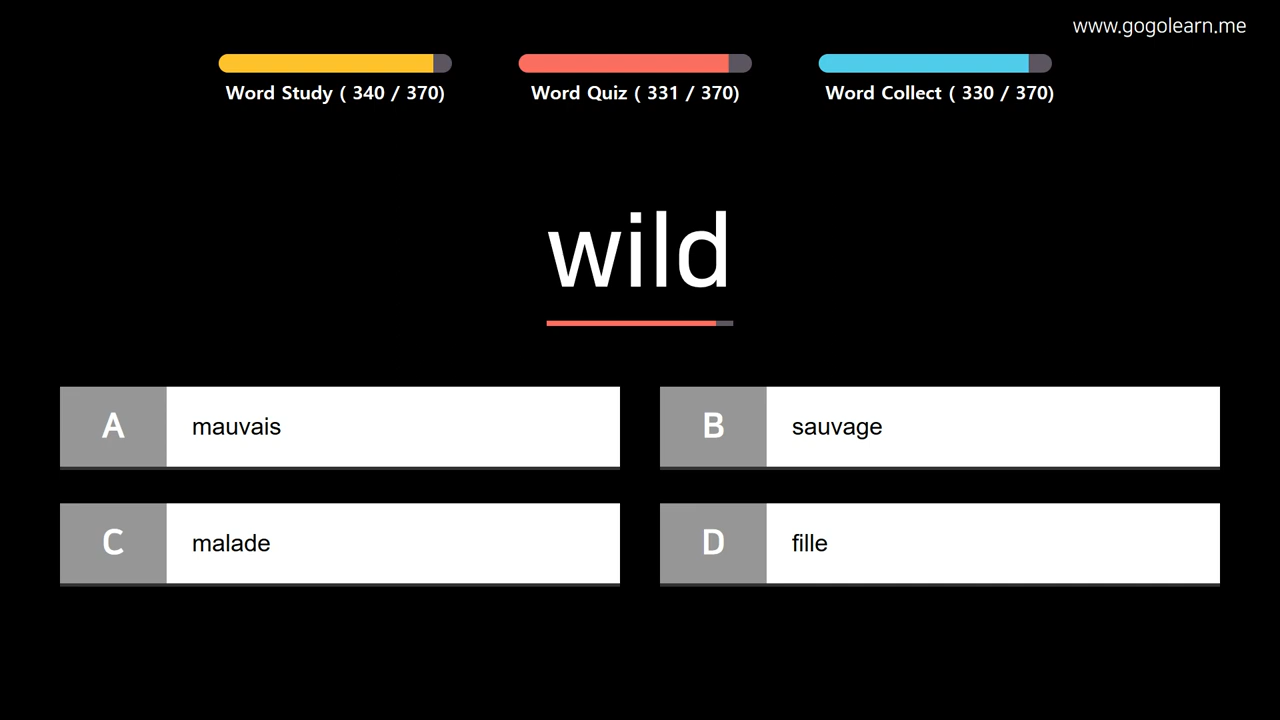 www.gogolearn.me
Word Study ( 340 / 370)
Word Quiz ( 331 / 370)
Word Collect ( 330 / 370)
wild
A mauvais
B sauvage
C malade
D fille